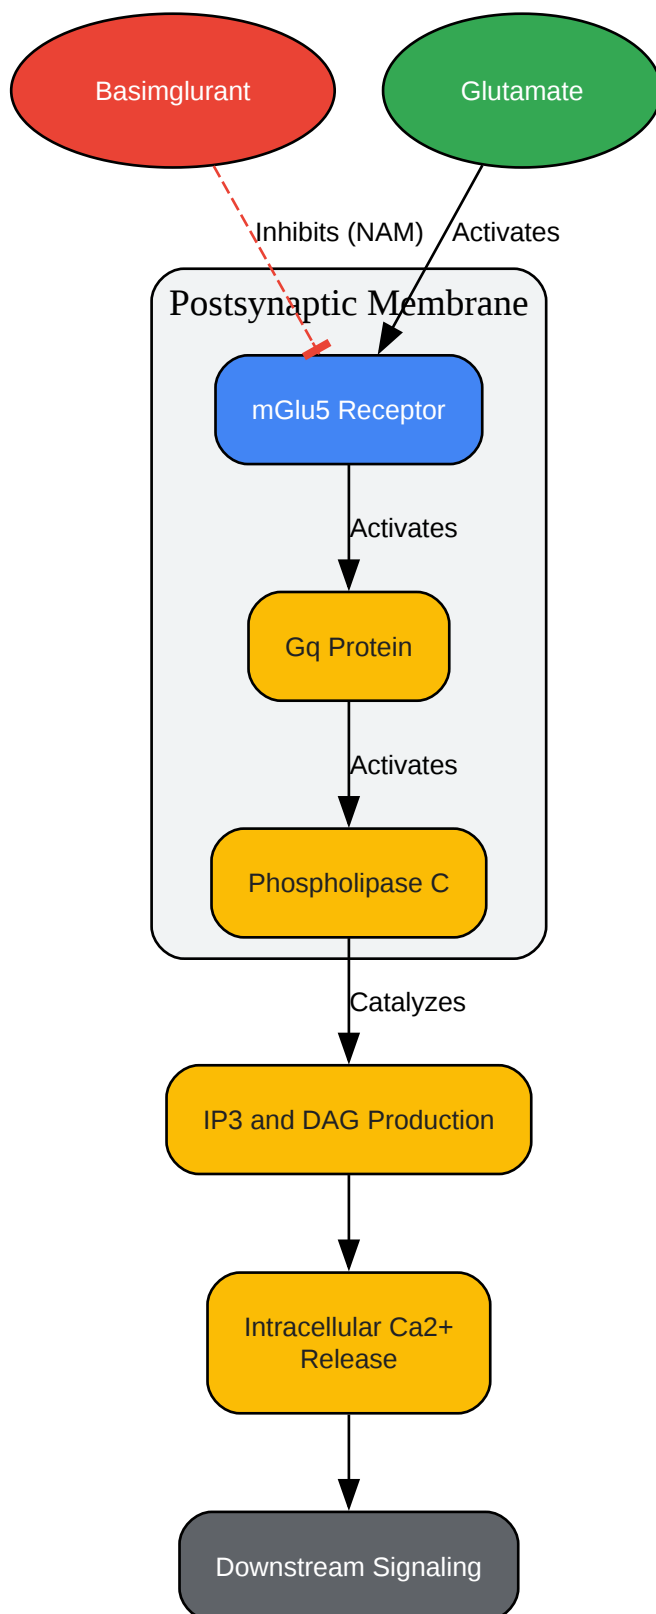 Basimglurant
Glutamate
Inhibits (NAM)
Activates
Postsynaptic Membrane
mGlu5 Receptor
Activates
Gq Protein
Activates
Phospholipase C
Catalyzes
IP3 and DAG Production
Intracellular Ca2+
Release
Downstream Signaling